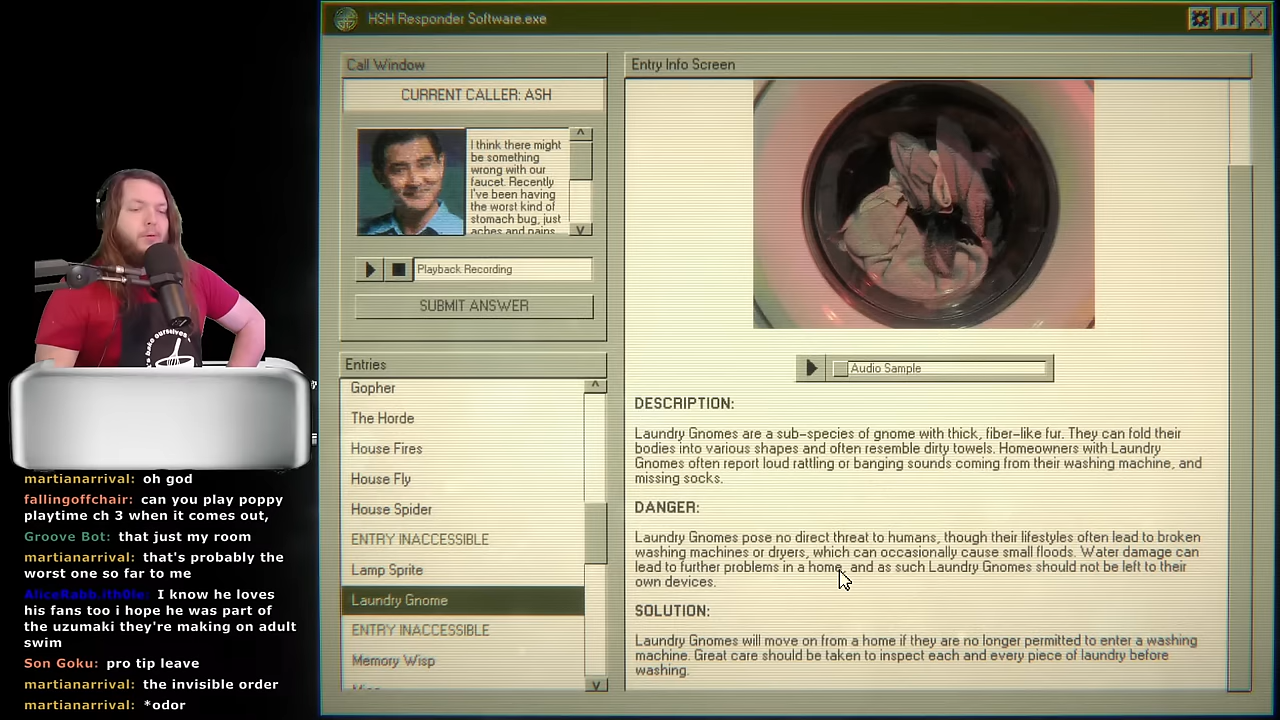 HSH Responder Software.exe
Call Window
CURRENT CALLER: ASH
I think there might
be something
wrong with our
faucet. Recently
I've been having
the worst kind of
stomach bug, just
aches and pains
Playback Recording
SUBMIT ANSWER
Entries
Gopher
The Horde
House Fires
House Fly
House Spider
ENTRY INACCESSIBLE
Lamp Sprite
Laundry Gnome
ENTRY INACCESSIBLE
Memory Wisp
Entry Info Screen
Audio Sample
DESCRIPTION:
Laundry Gnomes are a sub-species of gnome with thick, fiber-like fur. They can fold their
bodies into various shapes and often resemble dirty towels. Homeowners with Laundry
Gnomes often report loud rattling or banging sounds coming from their washing machine, and
missing socks.
DANGER:
Laundry Gnomes pose no direct threat to humans, though their lifestyles often lead to broken
washing machines or dryers, which can occasionally cause small floods. Water damage can
lead to further problems in a home, and as such Laundry Gnomes should not be left to their
own devices.
SOLUTION:
Laundry Gnomes will move on from a home if they are no longer permitted to enter a washing
machine. Great care should be taken to inspect each and every piece of laundry before
washing.
martianarrival: oh god
fallingoffchair: can you play poppy
playtime ch 3 when it comes out,
Groove Bot: that just my room
martianarrival: that's probably the
worst one so far to me
I know he loves
his fans too i hope he was part of
the uzumaki they're making on adult
swim
Son Goku: pro tip leave
martianarrival: the invisible order
martianarrival: *odor